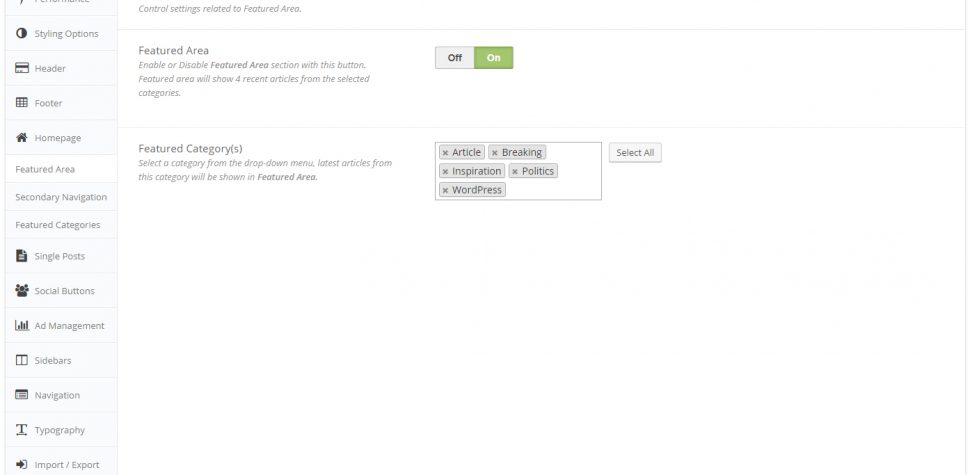 Performance
Styling Options
Header
Footer
Homepage
Featured Area
Secondary Navigation
Featured Categories
Single Posts
Social Buttons
Ad Management
Sidebars
Navigation
Typography
Import / Export
Control settings related to Featured Area.
Featured Area
Enable or Disable Featured Area section with this button.
Featured area will show 4 recent articles from the selected
categories.
Off On
Featured Category(s)
Select a category from the drop-down menu, latest articles from
this category will be shown in Featured Area.
× Article × Breaking
× Inspiration × Politics
× WordPress
Select All